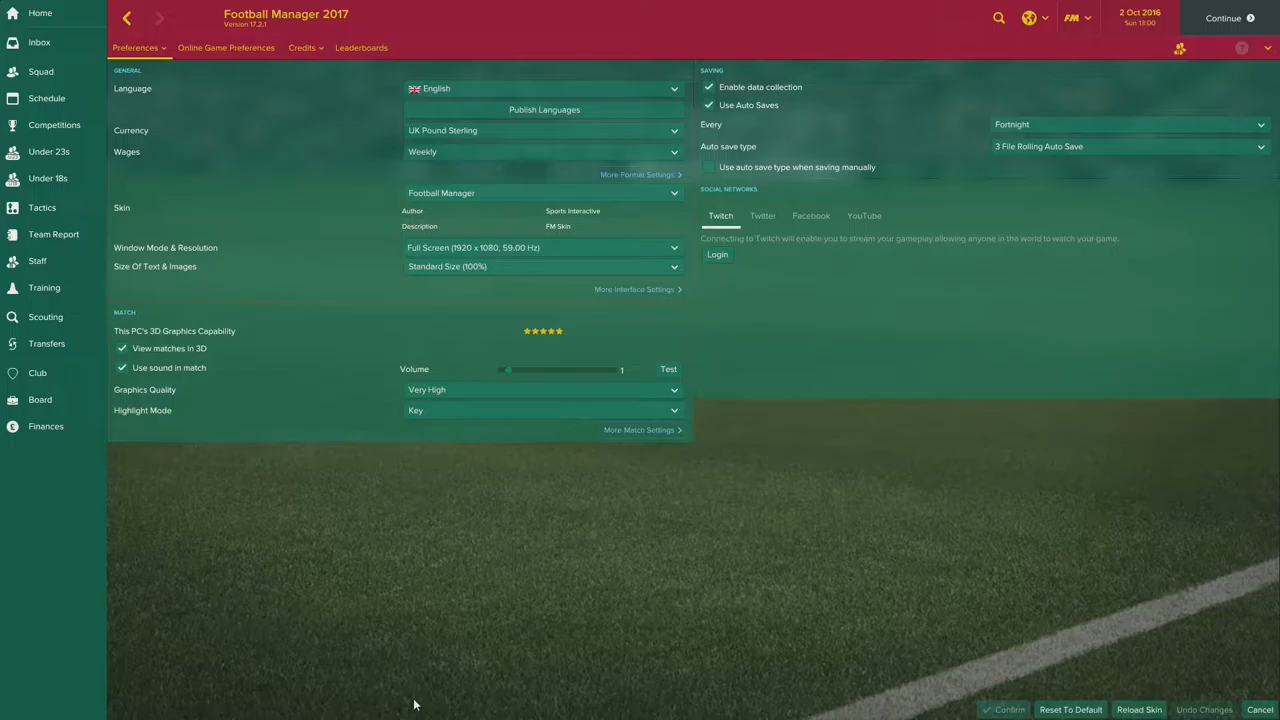 Home
Inbox
Squad
Schedule
Competitions
Under 23s
Under 18s
Tactics
Team Report
Staff
Training
Scouting
Transfers
Club
Board
Finances
Football Manager 2017
Version 17.2.1
FM
2 Oct 2016
Sun 13:00
Continue
Preferences
Online Game Preferences
Credits
Leaderboards
?
GENERAL
Language
English
Publish Languages
Currency
UK Pound Sterling
Wages
Weekly
More Format Settings
Skin
Football Manager
Author
Sports Interactive
Description
FM Skin
Window Mode & Resolution
Full Screen (1920 x 1080, 59.00 Hz)
Size Of Text & Images
Standard Size (100%)
More Interface Settings
MATCH
This PC's 3D Graphics Capability
View matches in 3D
Use sound in match
Volume
1
Test
Graphics Quality
Very High
Highlight Mode
Key
More Match Settings
SAVING
Enable data collection
Use Auto Saves
Every
Fortnight
Auto save type
3 File Rolling Auto Save
Use auto save type when saving manually
SOCIAL NETWORKS
Twitch
Twitter
Facebook
YouTube
Connecting to Twitch will enable you to stream your gameplay allowing anyone in the world to watch your game.
Login
Confirm
Reset To Default
Reload Skin
Undo Changes
Cancel